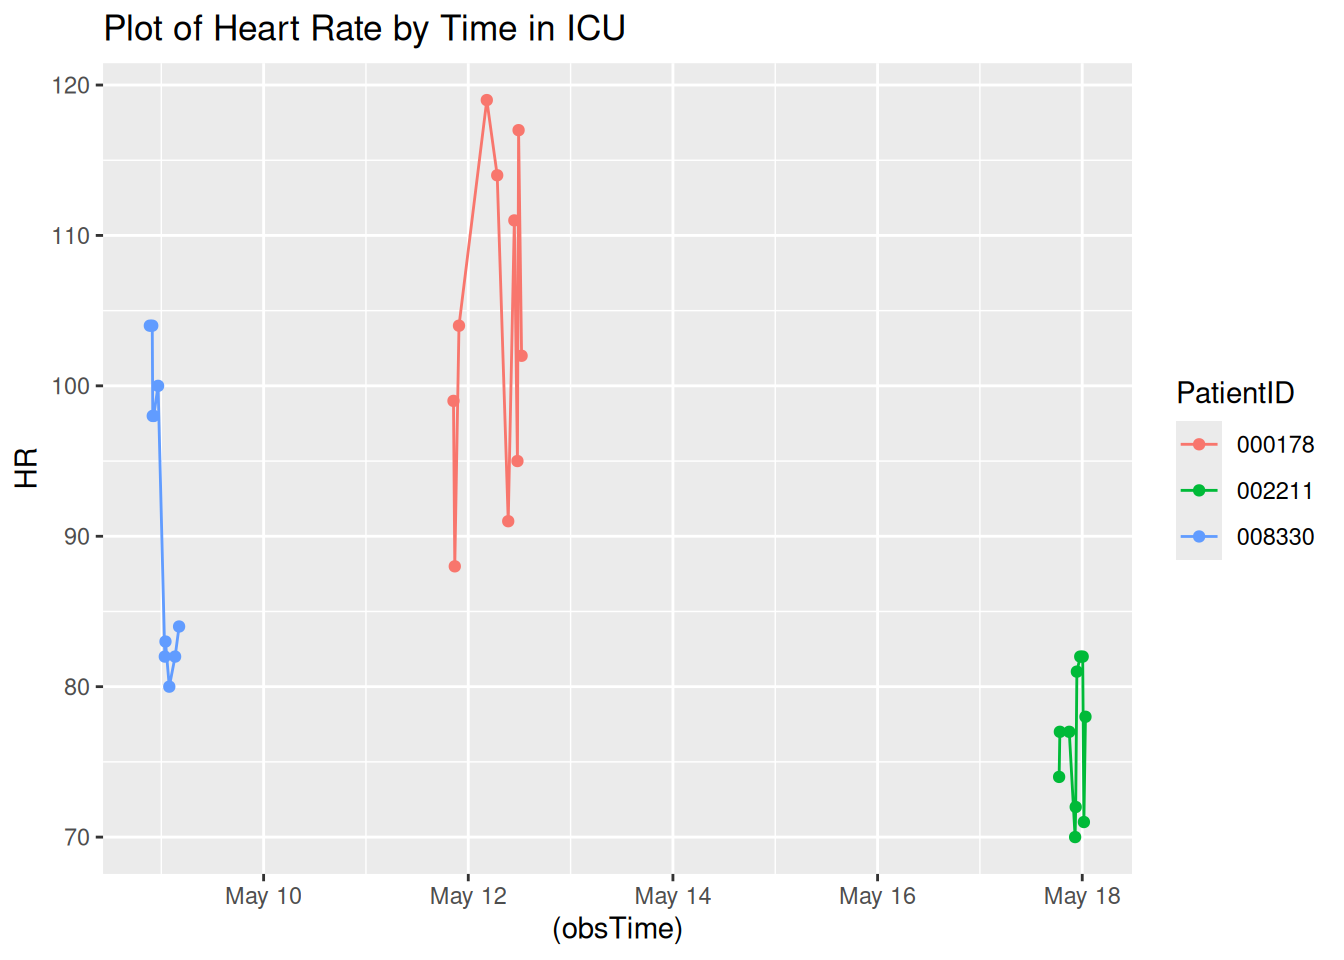 Plot of Heart Rate by Time in ICU
120
110
100
90
80
70
HR
May 10
May 12
May 14
May 16
May 18
(obsTime)
PatientID
000178
002211
008330